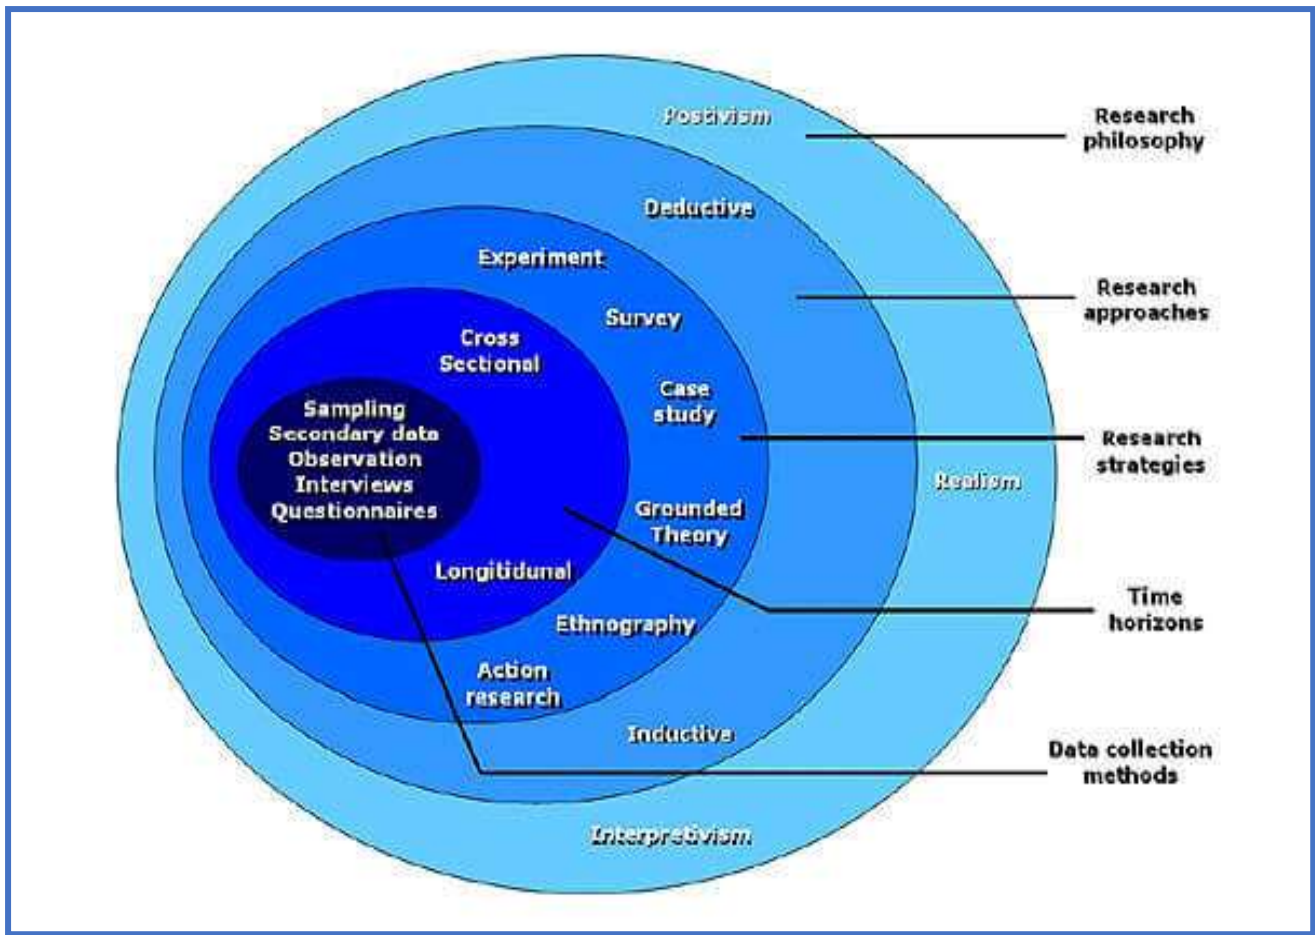 Postivism
Research
philosophy
Deductive
Experiment
Research
approaches
Survey
Cross
Sectional
Case
study
Sampling
Secondary data
Observation
Interviews
Questionnaires
Research
strategies
Realism
Grounded
Theory
Longitidunal
Time
horizons
Ethnography
Action
research
Inductive
Data collection
methods
Interpretivism